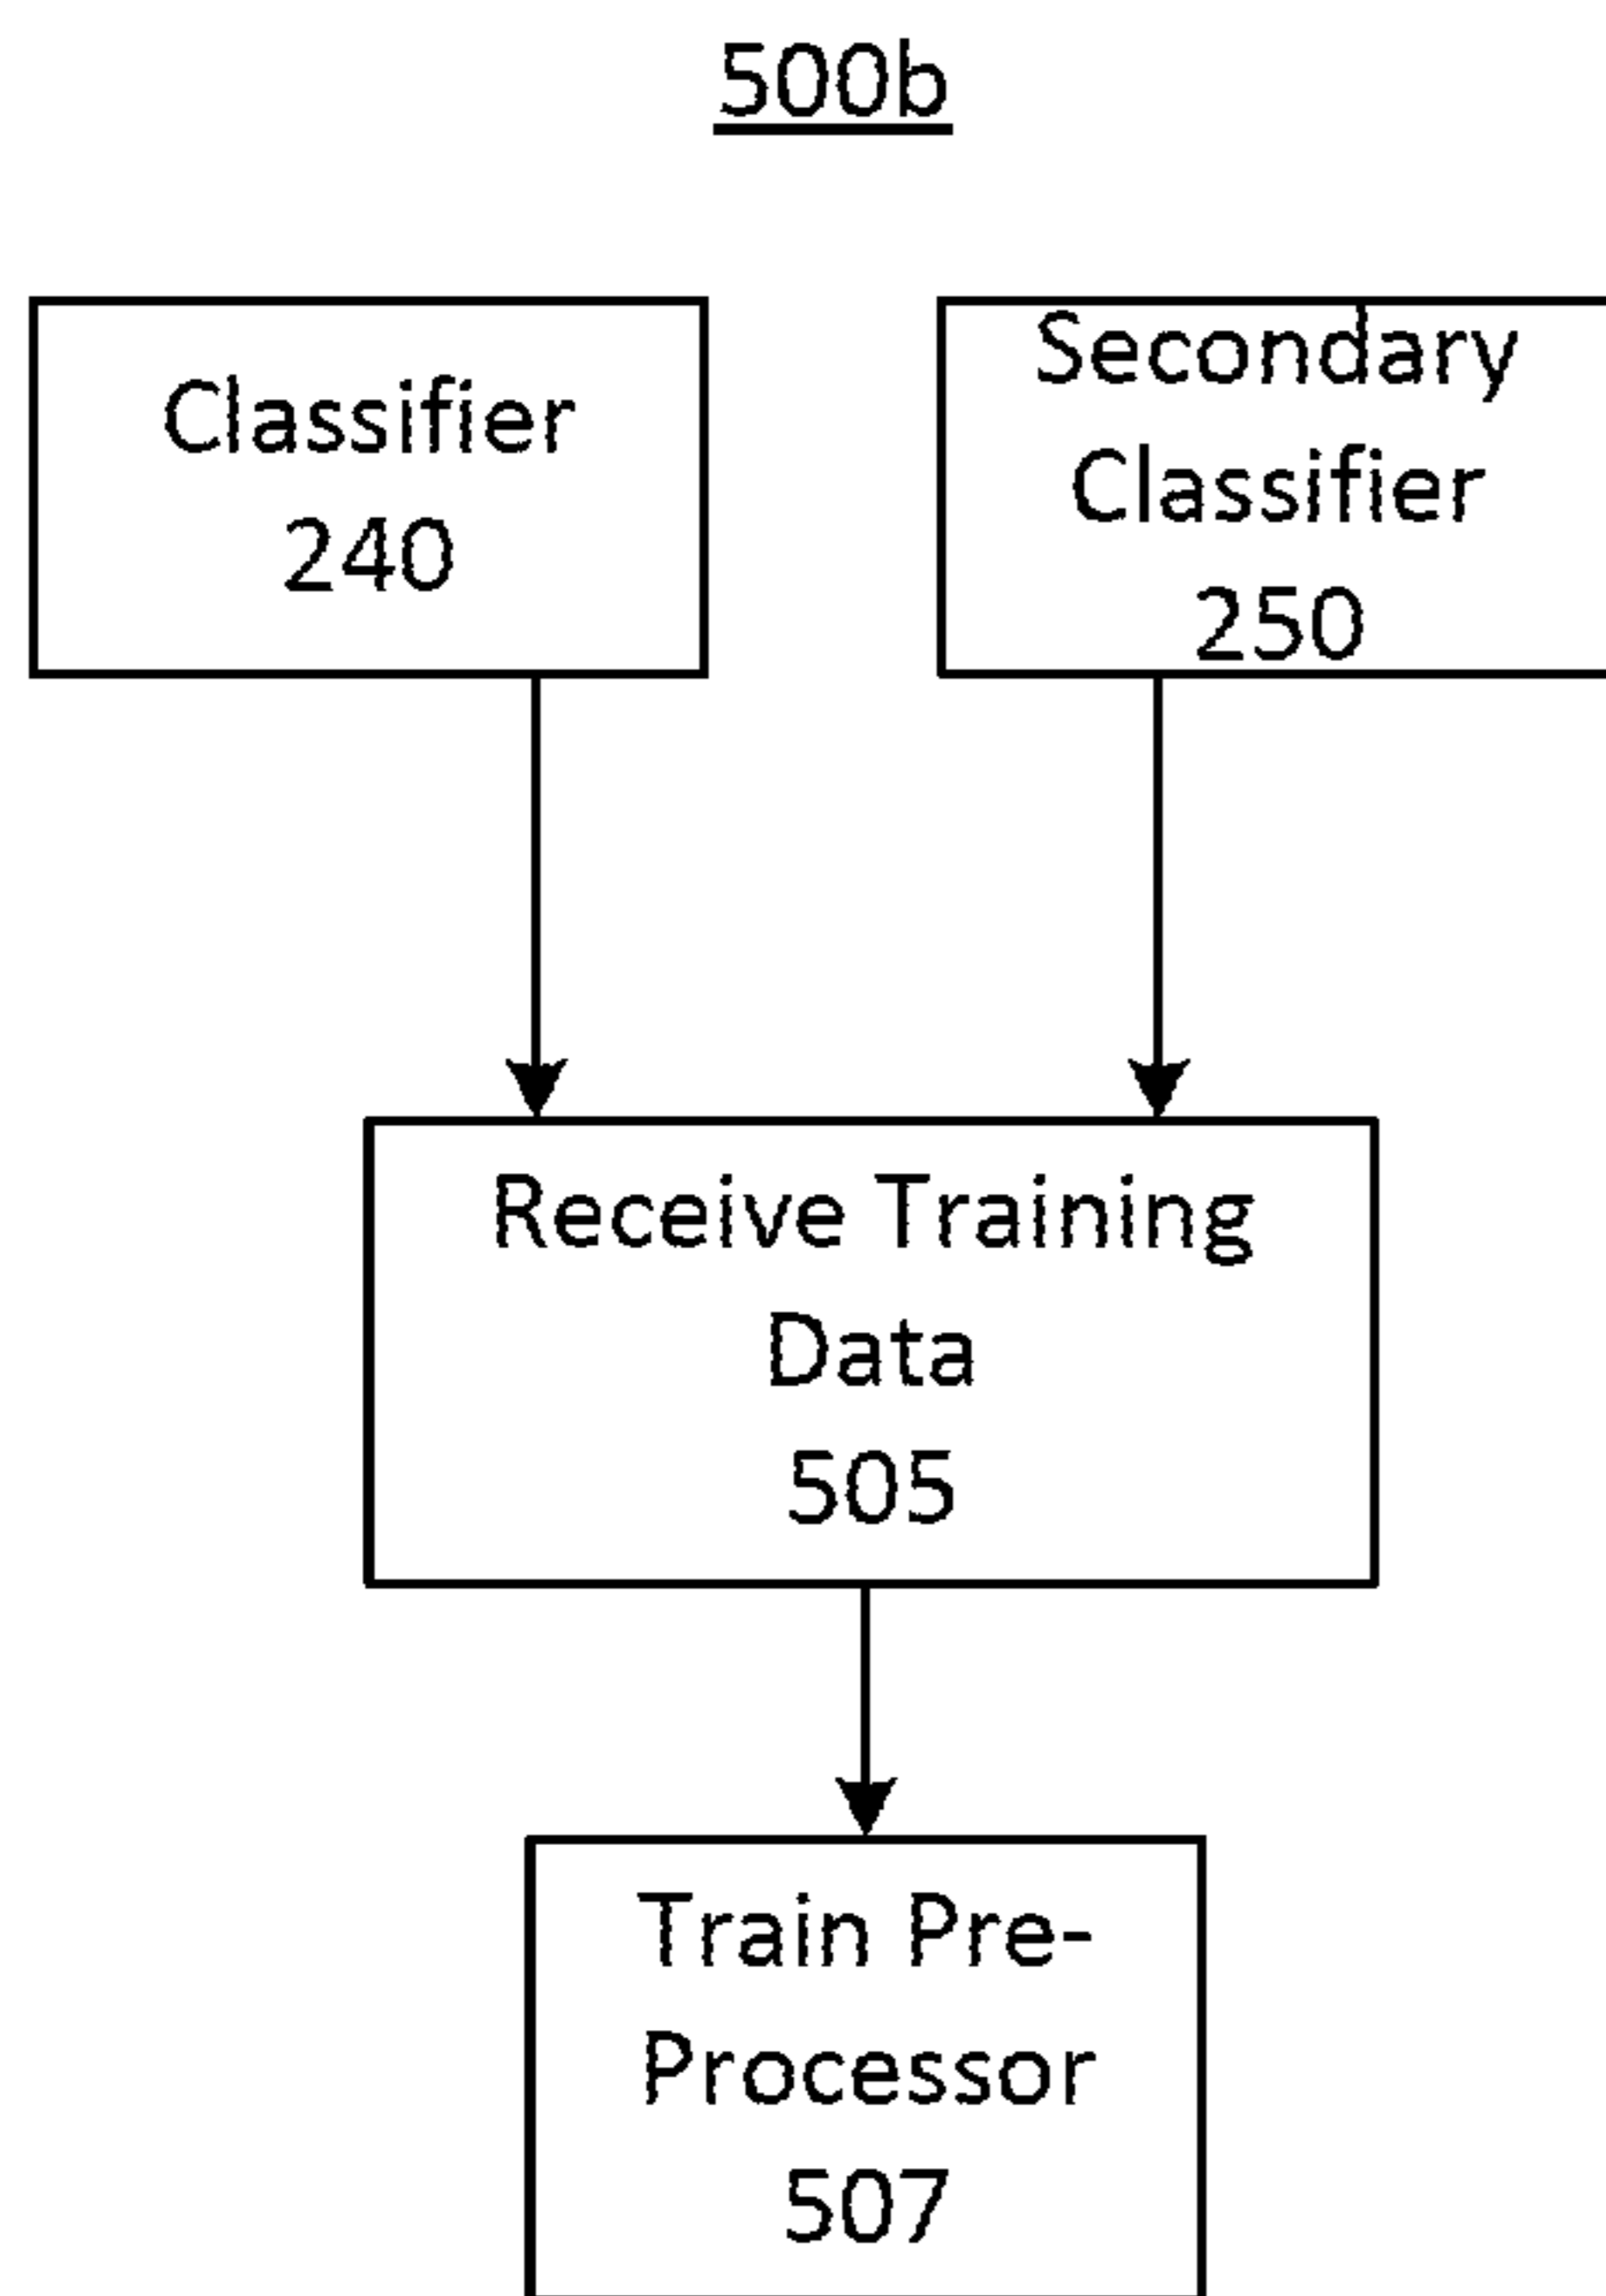 500b
Classifier
240
Secondary
Classifier
250
Receive Training
Data
505
Train Pre-
Processor
507